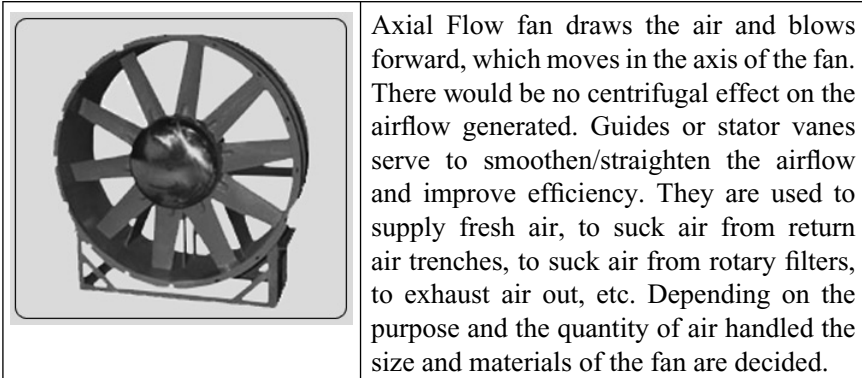 Axial Flow fan draws the air and blows
forward, which moves in the axis of the fan.
There would be no centrifugal effect on the
airflow generated. Guides or stator vanes
serve to smoothen/straighten the airflow
and improve efficiency. They are used to
supply fresh air, to suck air from return
air trenches, to suck air from rotary filters,
to exhaust air out, etc. Depending on the
purpose and the quantity of air handled the
size and materials of the fan are decided.